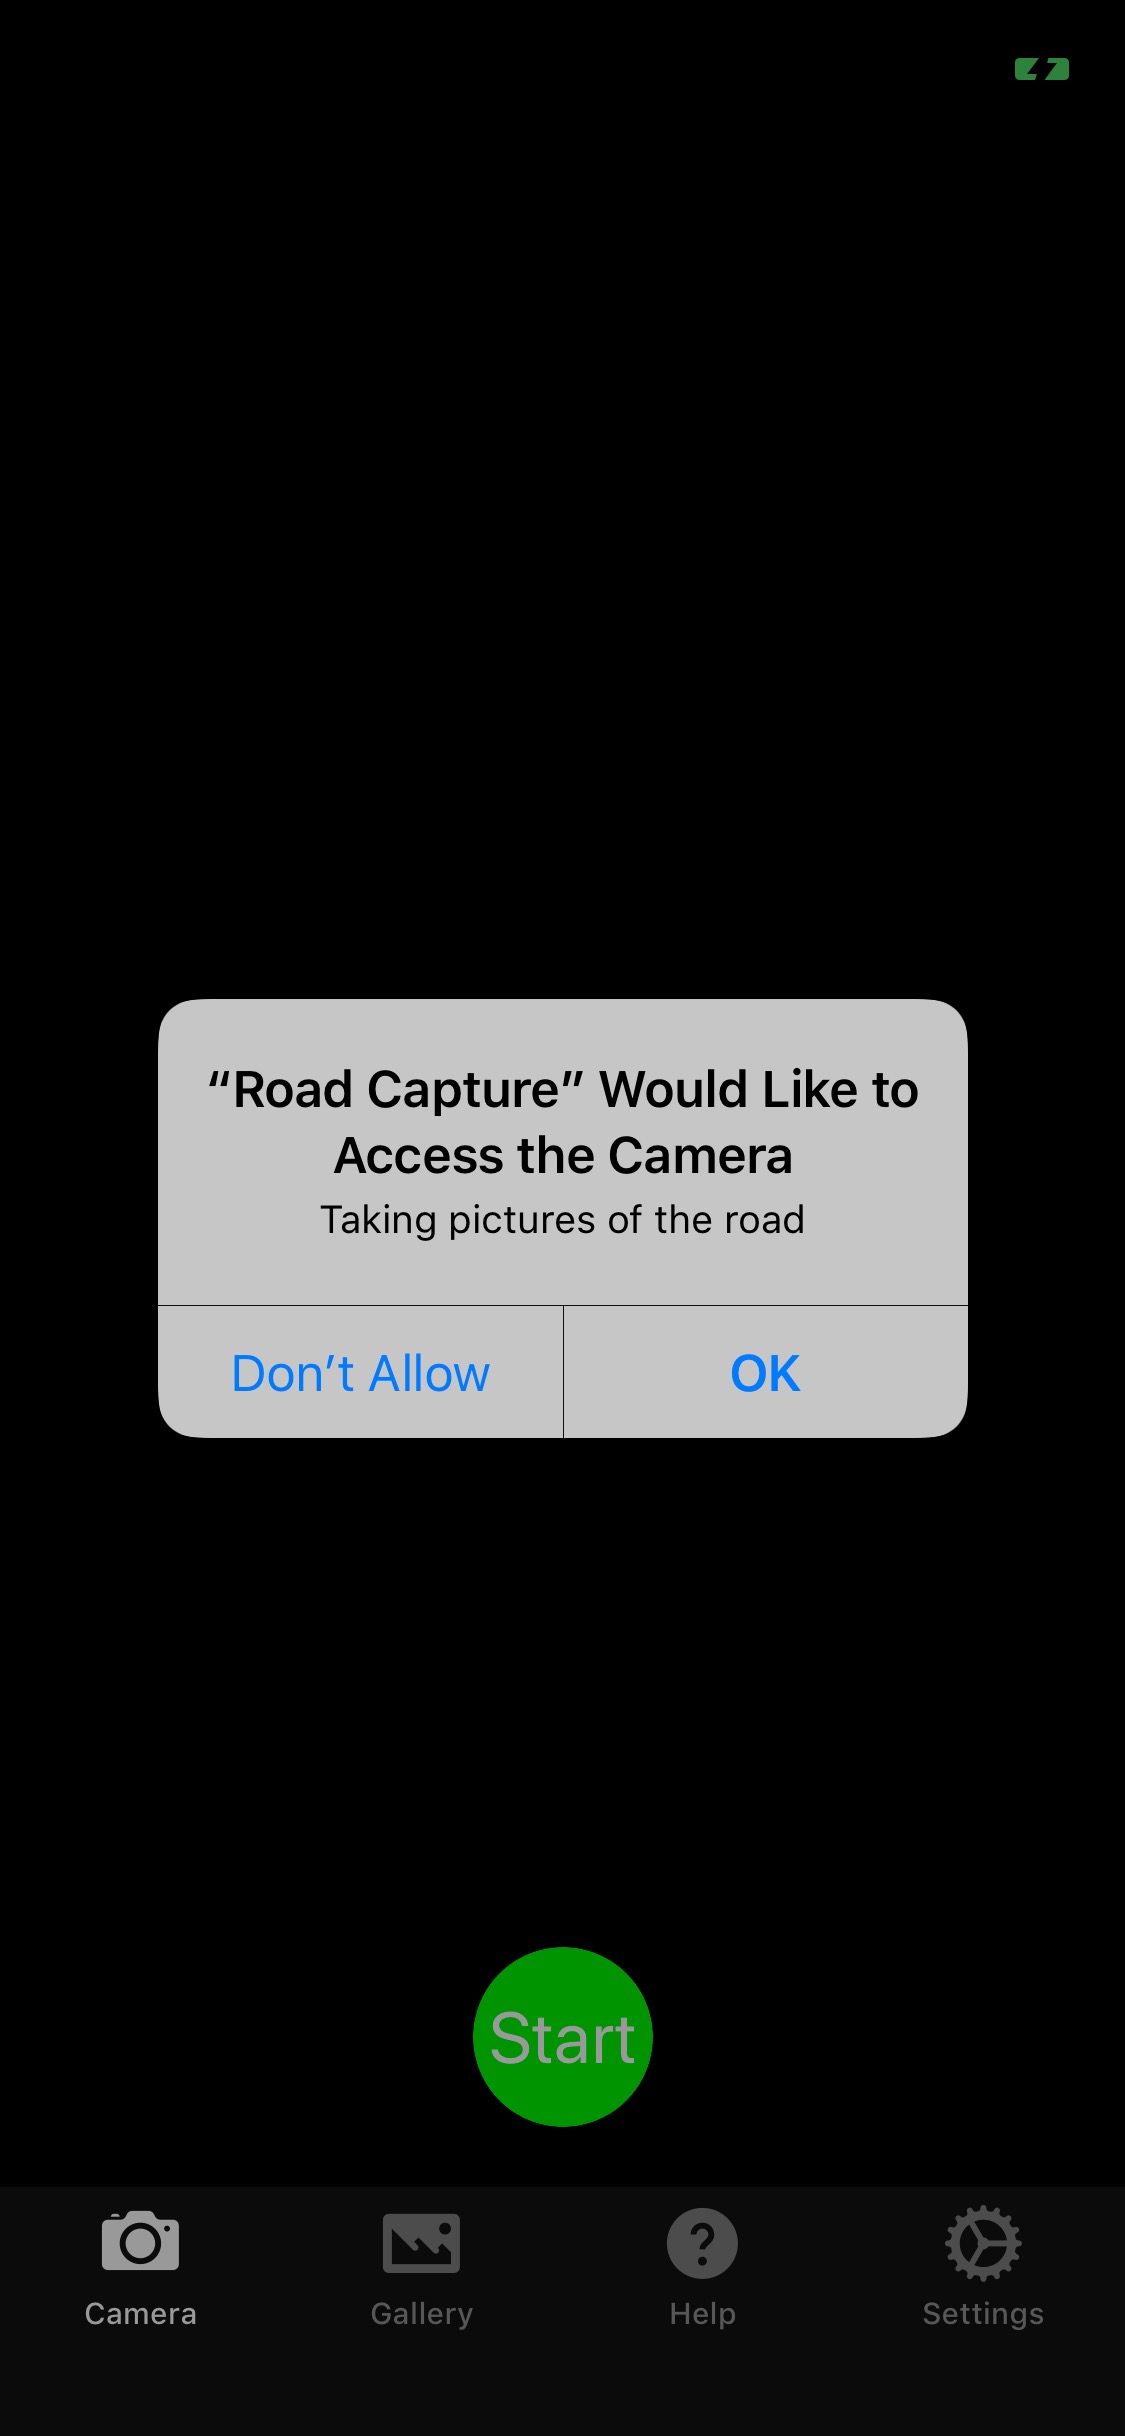 “Road Capture” Would Like to
Access the Camera
Taking pictures of the road
Don’t Allow
OK
Start
Camera
Gallery
Help
Settings